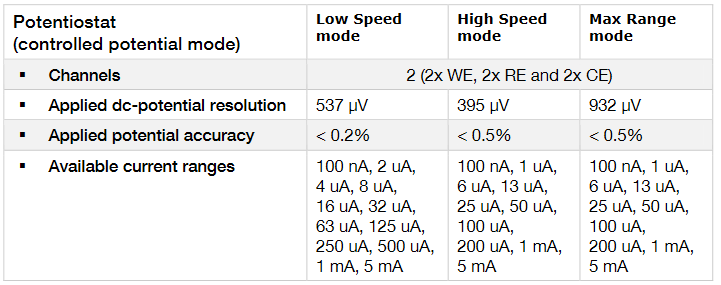 Potentiostat
(controlled potential mode)
Low Speed
mode
High Speed
mode
Max Range
mode
▪ Channels
2 (2x WE, 2x RE and 2x CE)
▪ Applied dc-potential resolution
537 µV
395 µV
932 µV
▪ Applied potential accuracy
< 0.2%
< 0.5%
< 0.5%
▪ Available current ranges
100 nA, 2 uA,
4 uA, 8 uA,
16 uA, 32 uA,
63 uA, 125 uA,
250 uA, 500 uA,
1 mA, 5 mA
100 nA, 1 uA,
6 uA, 13 uA,
25 uA, 50 uA,
100 uA,
200 uA, 1 mA,
5 mA
100 nA, 1 uA,
6 uA, 13 uA,
25 uA, 50 uA,
100 uA,
200 uA, 1 mA,
5 mA